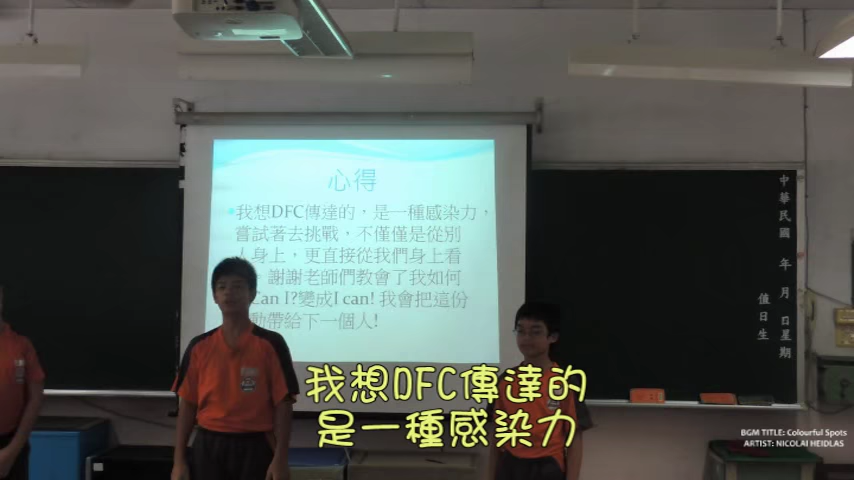 心得
我想DFC傳達的，是一種感染力，
嘗試著去挑戰，不僅僅是從別
人身上，更直接從我們身上看
。謝謝老師們教會了我如何
Can I?變成I can! 我會把這份
動帶給下一個人!
中華民國 年 月 日星期
值日生
我想DFC傳達的
是一種感染力
BGM TITLE: Colourful Spots
ARTIST: NICOLAI HEIDLAS